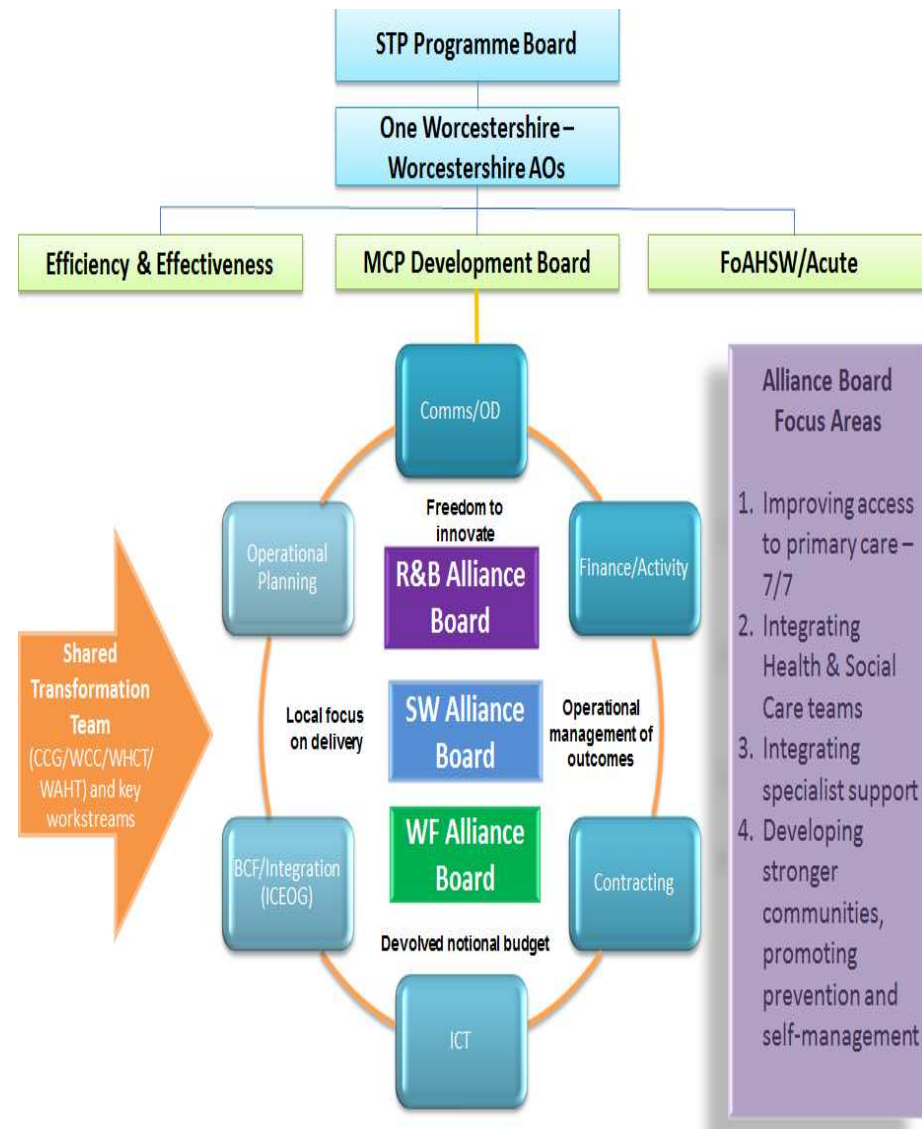 STP Programme Board
One Worcestershire –
Worcestershire AOs
Efficiency & Effectiveness
MCP Development Board
FoAHSW/Acute
Comms/OD
Finance/Activity
Contracting
ICT
BCF/Integration
(ICEOG)
Operational
Planning
Freedom to
innovate
R&B Alliance
Board
Local focus
on delivery
SW Alliance
Board
Operational
management of
outcomes
WF Alliance
Board
Devolved notional budget
Shared
Transformation
Team
(CCG/WCC/WHCT/
WAHT) and key
workstreams
Alliance Board
Focus Areas
1. Improving access
to primary care –
7/7
2. Integrating
Health & Social
Care teams
3. Integrating
specialist support
4. Developing
stronger
communities,
promoting
prevention and
self-management